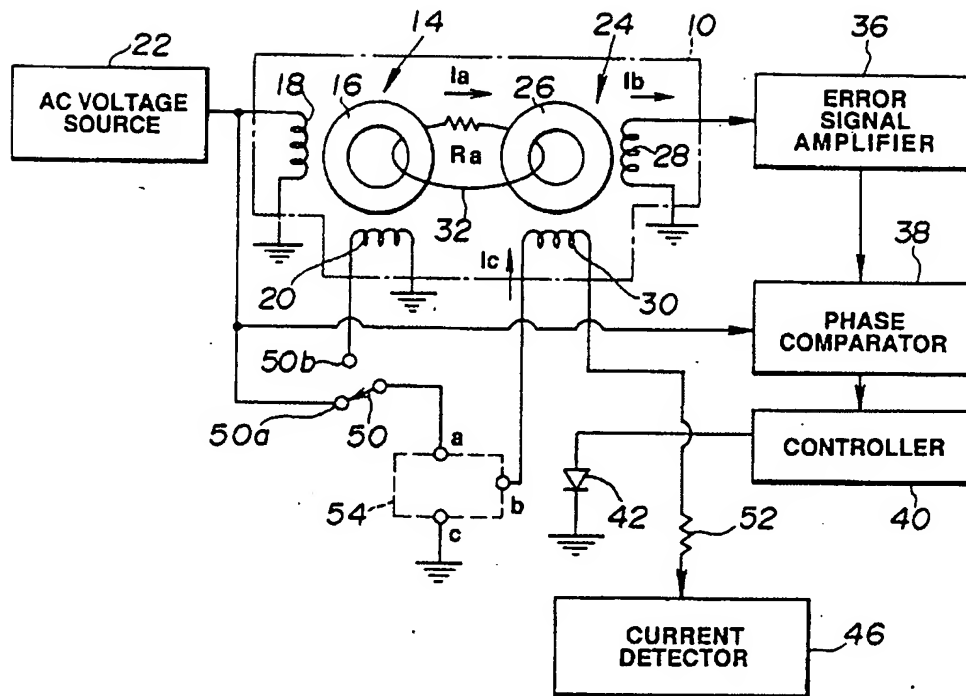 22
14
24
10
36
AC VOLTAGE
SOURCE
18
16
Ia
26
Ib
ERROR
SIGNAL
AMPLIFIER
Ra
28
32
20
Ic
30
38
PHASE
COMPARATOR
50b
50a
50
a
54
b
c
42
CONTROLLER
40
52
CURRENT
DETECTOR
46